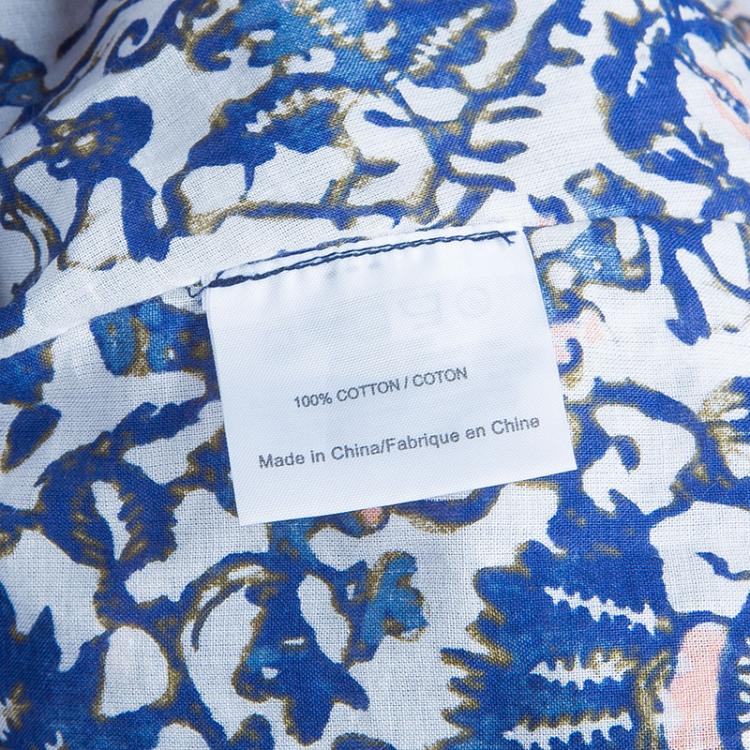 100% COTTON / COTON
Made in China/Fabrique en Chine